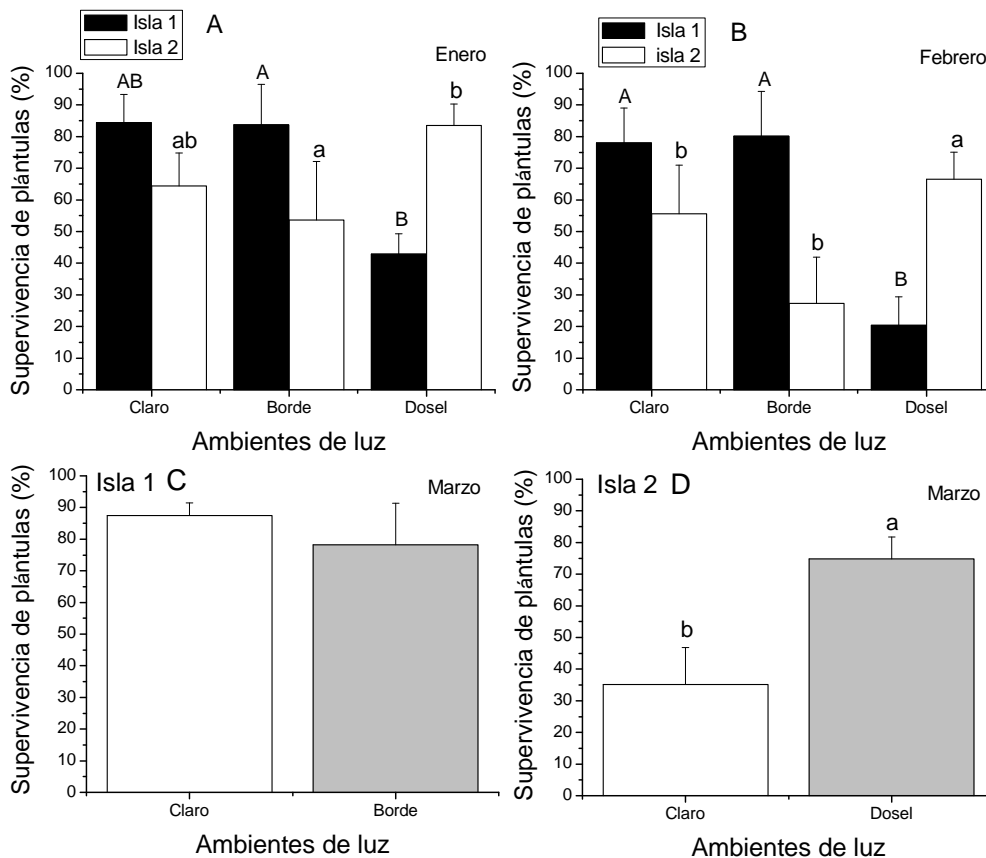 Isla 1
Isla 2
A
Enero
Supervivencia de plántulas (%)
100
90
80
70
60
50
40
30
20
10
0
AB
ab
A
a
B
b
Claro
Borde
Dosel
Ambientes de luz
Isla 1
isla 2
B
Febrero
Supervivencia de plántulas (%)
100
90
80
70
60
50
40
30
20
10
0
A
b
A
b
B
a
Claro
Borde
Dosel
Ambientes de luz
Isla 1 C
Marzo
Supervivencia de plántulas (%)
100
90
80
70
60
50
40
30
20
10
0
Claro
Borde
Ambientes de luz
Isla 2 D
Marzo
Supervivencia de plántulas (%)
100
90
80
70
60
50
40
30
20
10
0
b
a
Claro
Dosel
Ambientes de luz